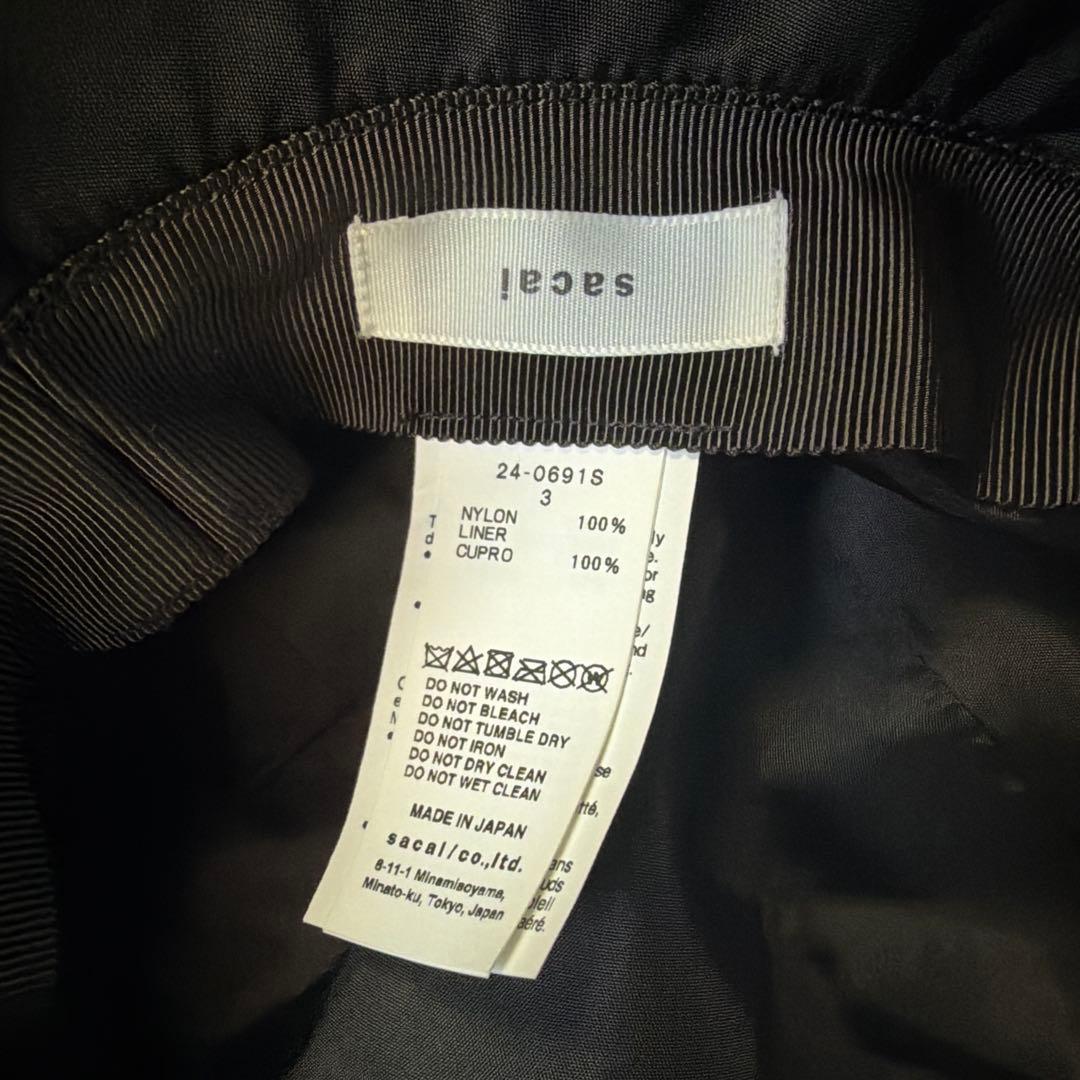 sacai
24-0691S
3
NYLON 100%
LINER
CUPRO 100%
DO NOT WASH
DO NOT BLEACH
DO NOT TUMBLE DRY
DO NOT IRON
DO NOT DRY CLEAN
DO NOT WET CLEAN
MADE IN JAPAN
sacai/co.,ltd.
6-11-1 Minamiaoyama,
Minato-ku, Tokyo, Japan